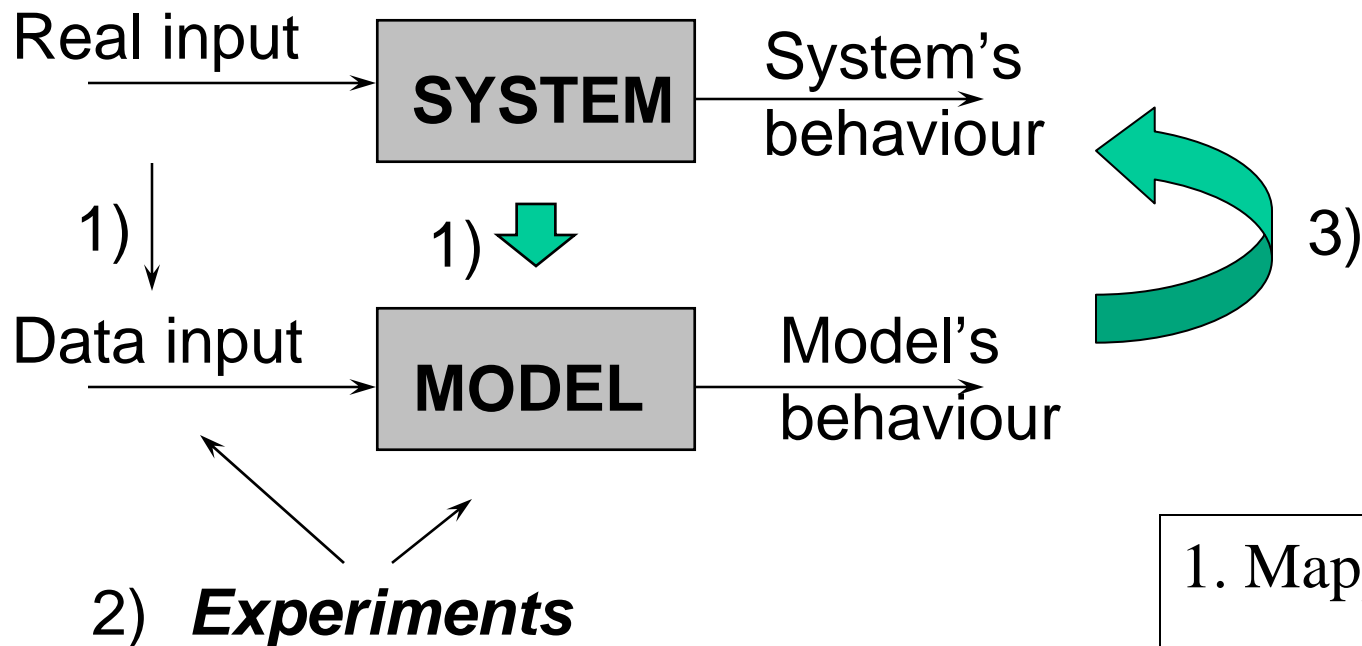 Real input
SYSTEM
System’s
behaviour
1)
1)
3)
Data input
MODEL
Model’s
behaviour
2) Experiments
1. Map